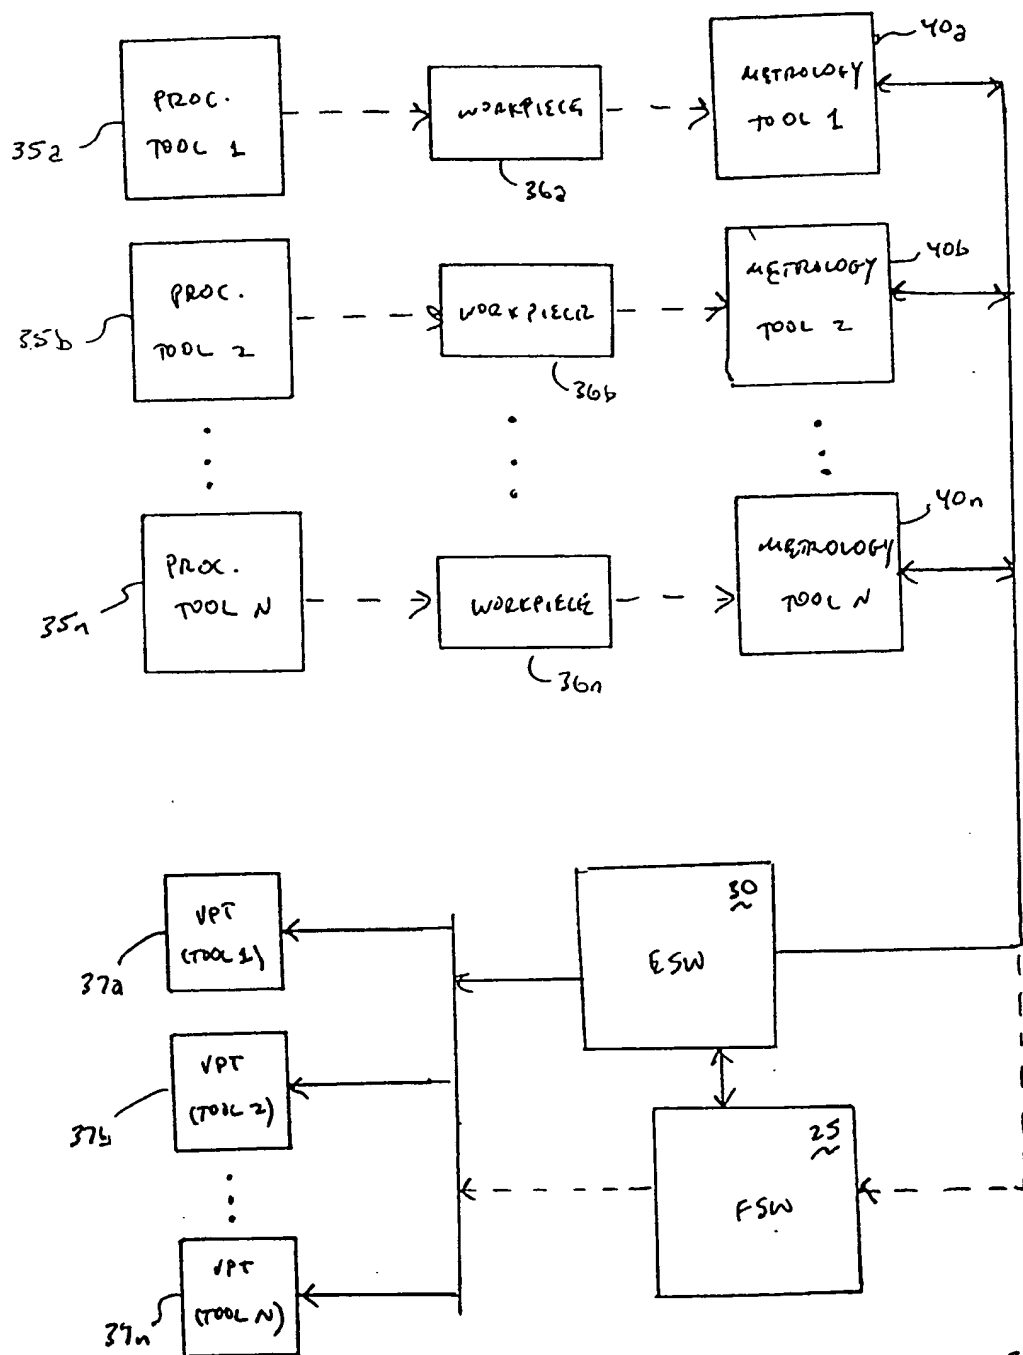 PROC.
TOOL 1
35a
WORKPIECE
36a
METROLOGY
TOOL 1
40a
PROC.
TOOL 2
35b
WORKPIECE
36b
METROLOGY
TOOL 2
40b
PROC.
TOOL N
35n
WORKPIECE
36n
METROLOGY
TOOL N
40n
VPT
(TOOL 1)
37a
30
ESW
VPT
(TOOL 2)
37b
25
FSW
VPT
(TOOL N)
37n